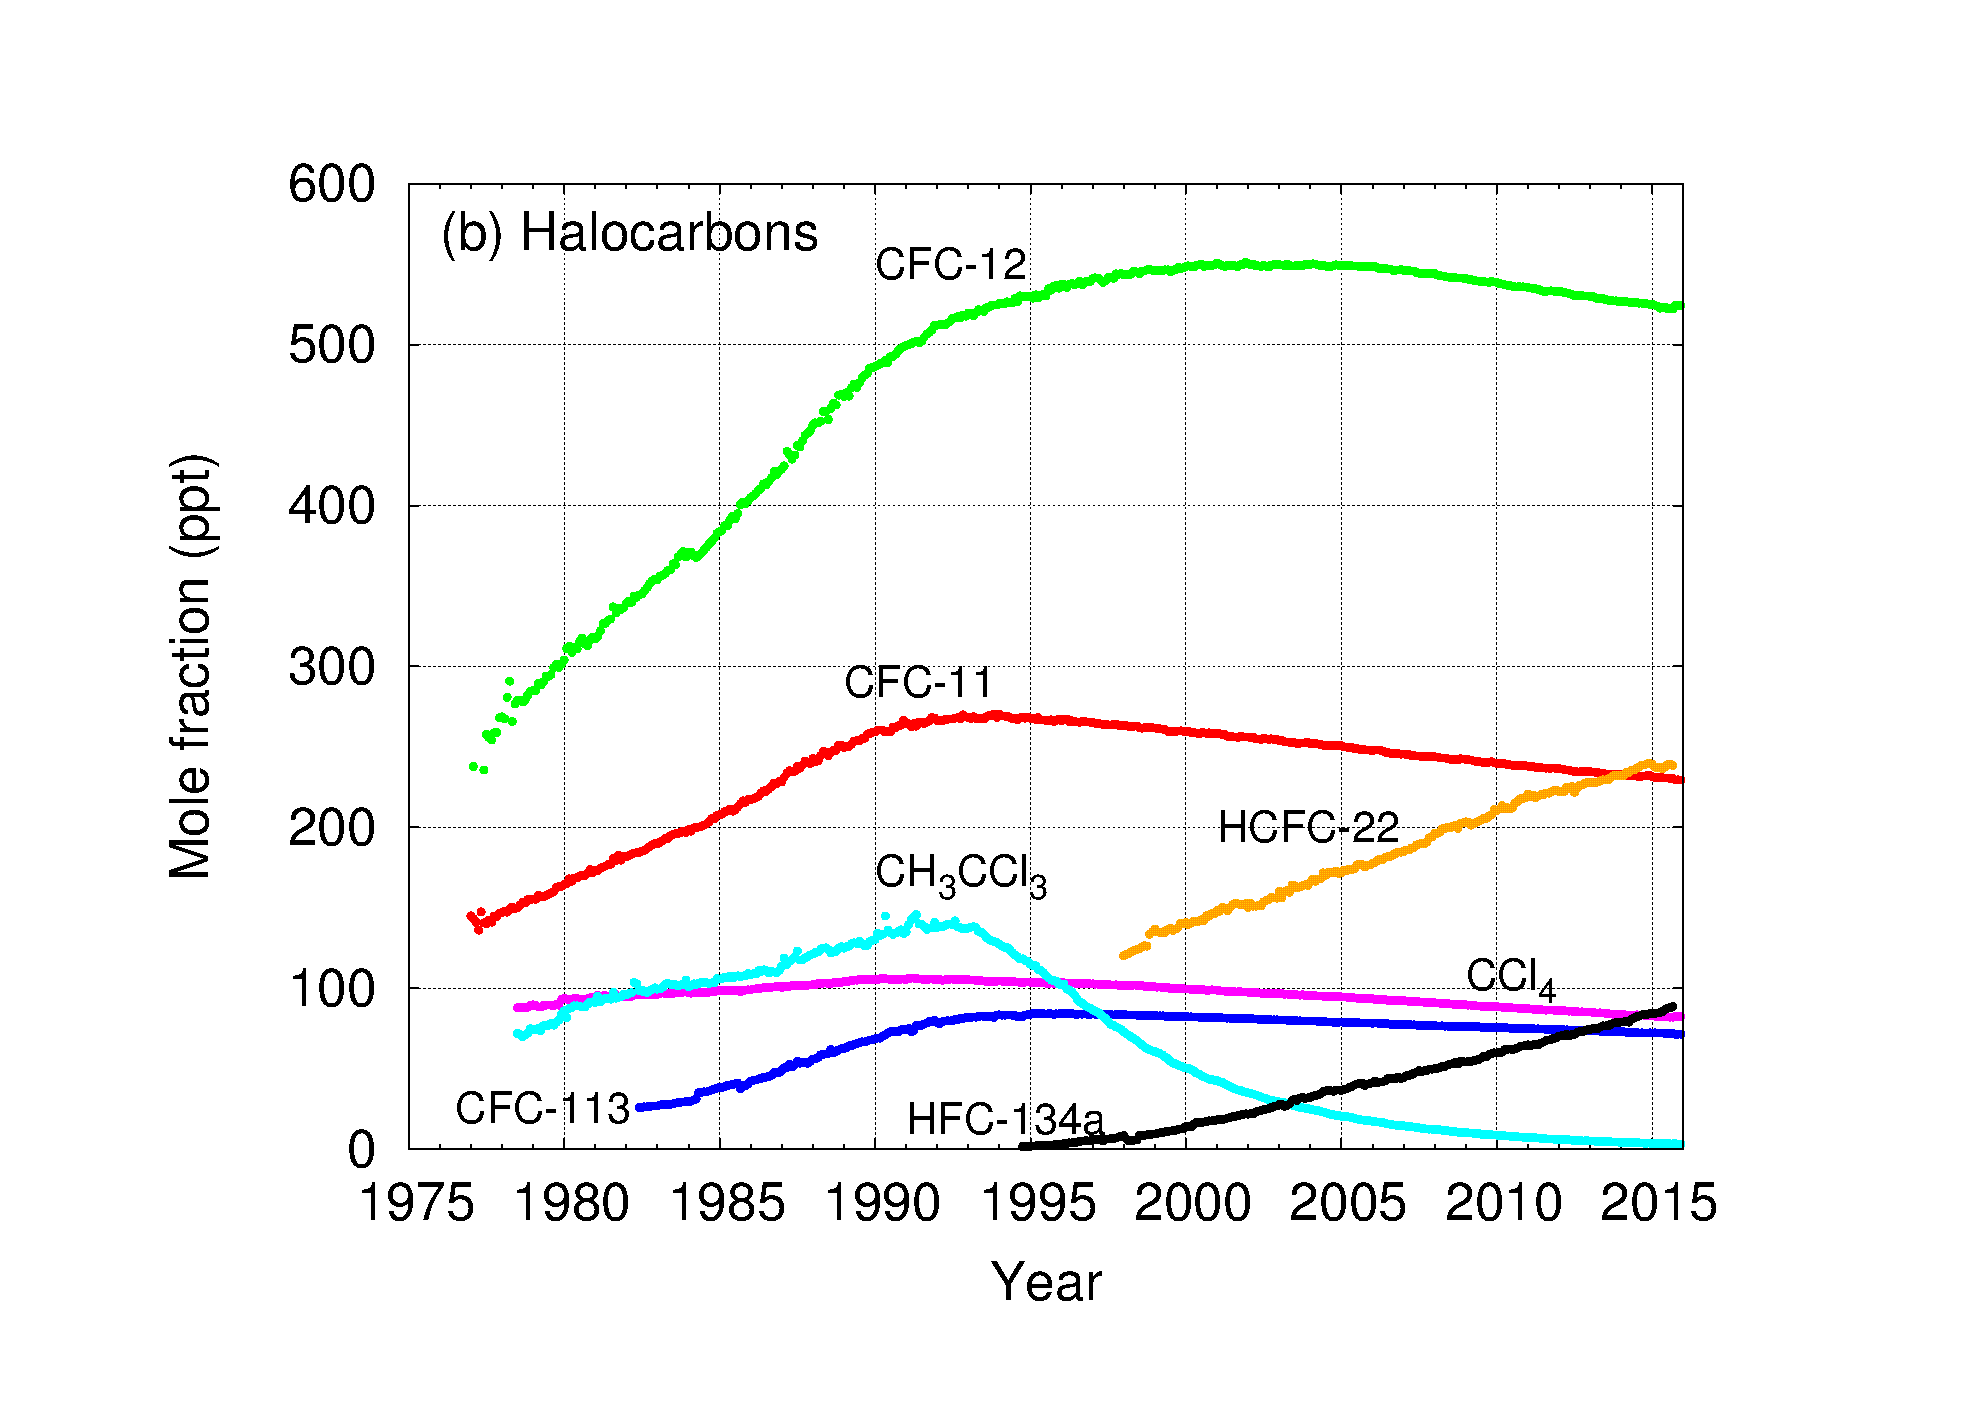 600
(b) Halocarbons
CFC-12
500
400
Mole fraction (ppt)
300
CFC-11
200
HCFC-22
CH₃CCl₃
100
CCl₄
CFC-113
HFC-134a
0
1975 1980 1985 1990 1995 2000 2005 2010 2015
Year